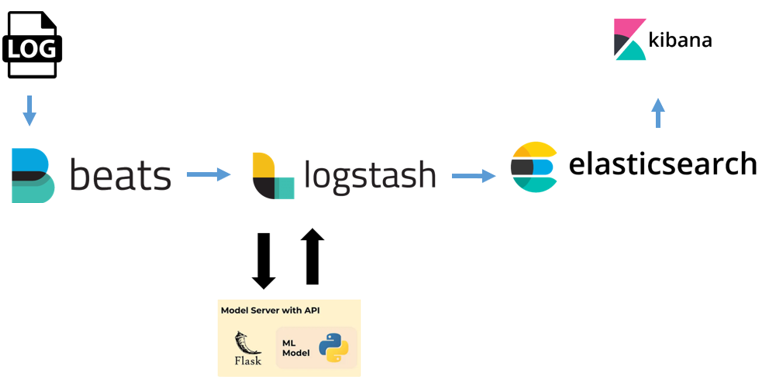 LOG
kibana
beats
logstash
elasticsearch
Model Server with API
Flask
ML
Model